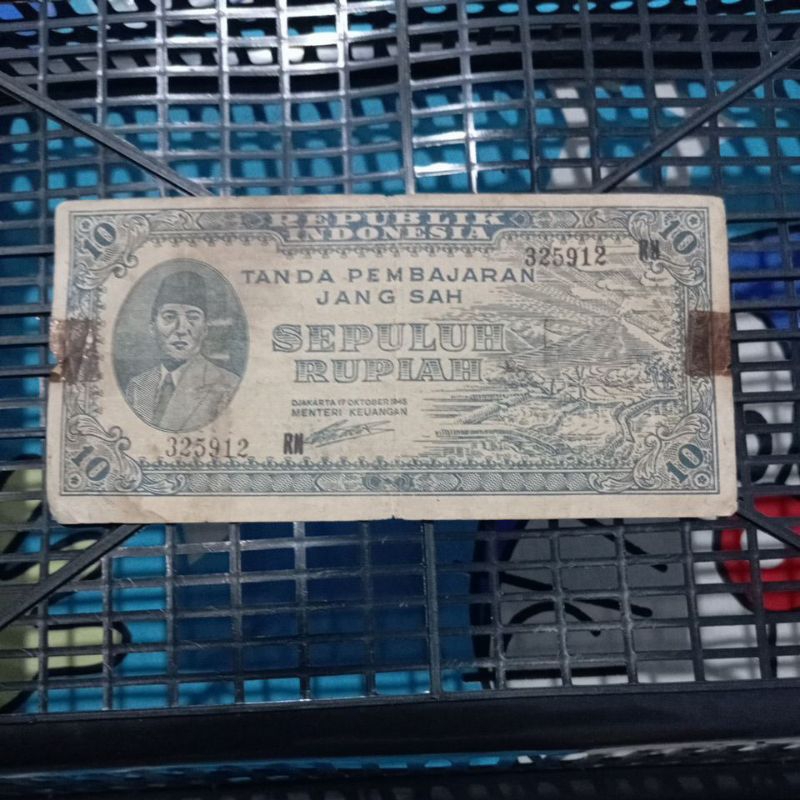 10
REPUBLIK
INDONESIA
10
325912 RN
TANDA PEMBAJARAN
JANG SAH
SEPULUH
RUPIAH
DJAKARTA 17 OKTOBER 1945
MENTERI KEUANGAN
325912 RN
10
10